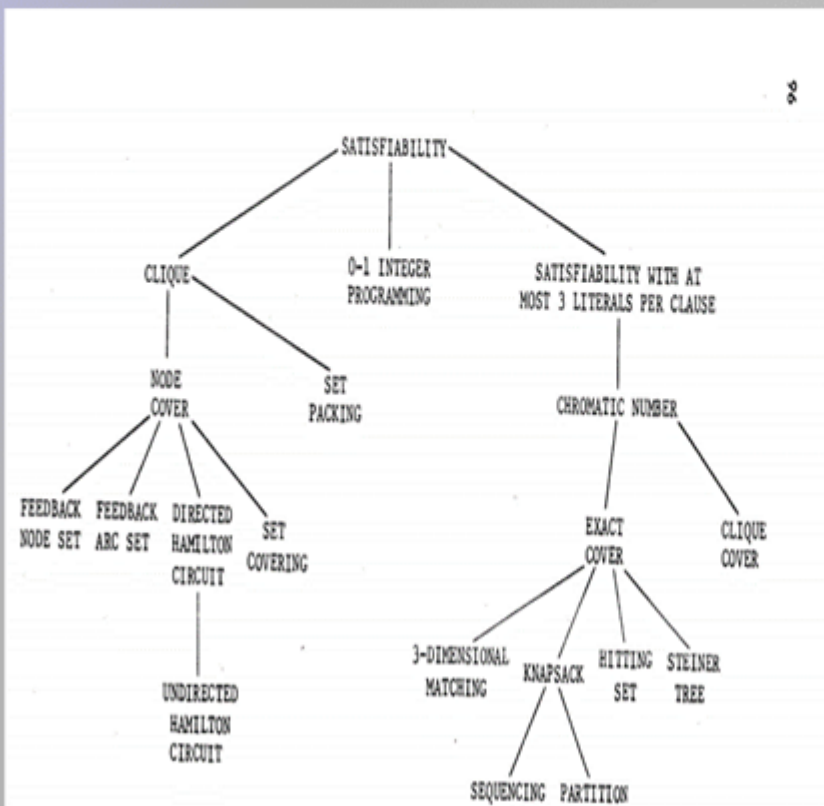 96
SATISFIABILITY
CLIQUE
0-1 INTEGER
PROGRAMMING
SATISFIABILITY WITH AT
MOST 3 LITERALS PER CLAUSE
NODE
COVER
SET
PACKING
CHROMATIC NUMBER
FEEDBACK
NODE SET
FEEDBACK
ARC SET
DIRECTED
HAMILTON
CIRCUIT
SET
COVERING
EXACT
COVER
CLIQUE
COVER
3-DIMENSIONAL
MATCHING
KNAPSACK
HITTING
SET
STEINER
TREE
UNDIRECTED
HAMILTON
CIRCUIT
SEQUENCING
PARTITION